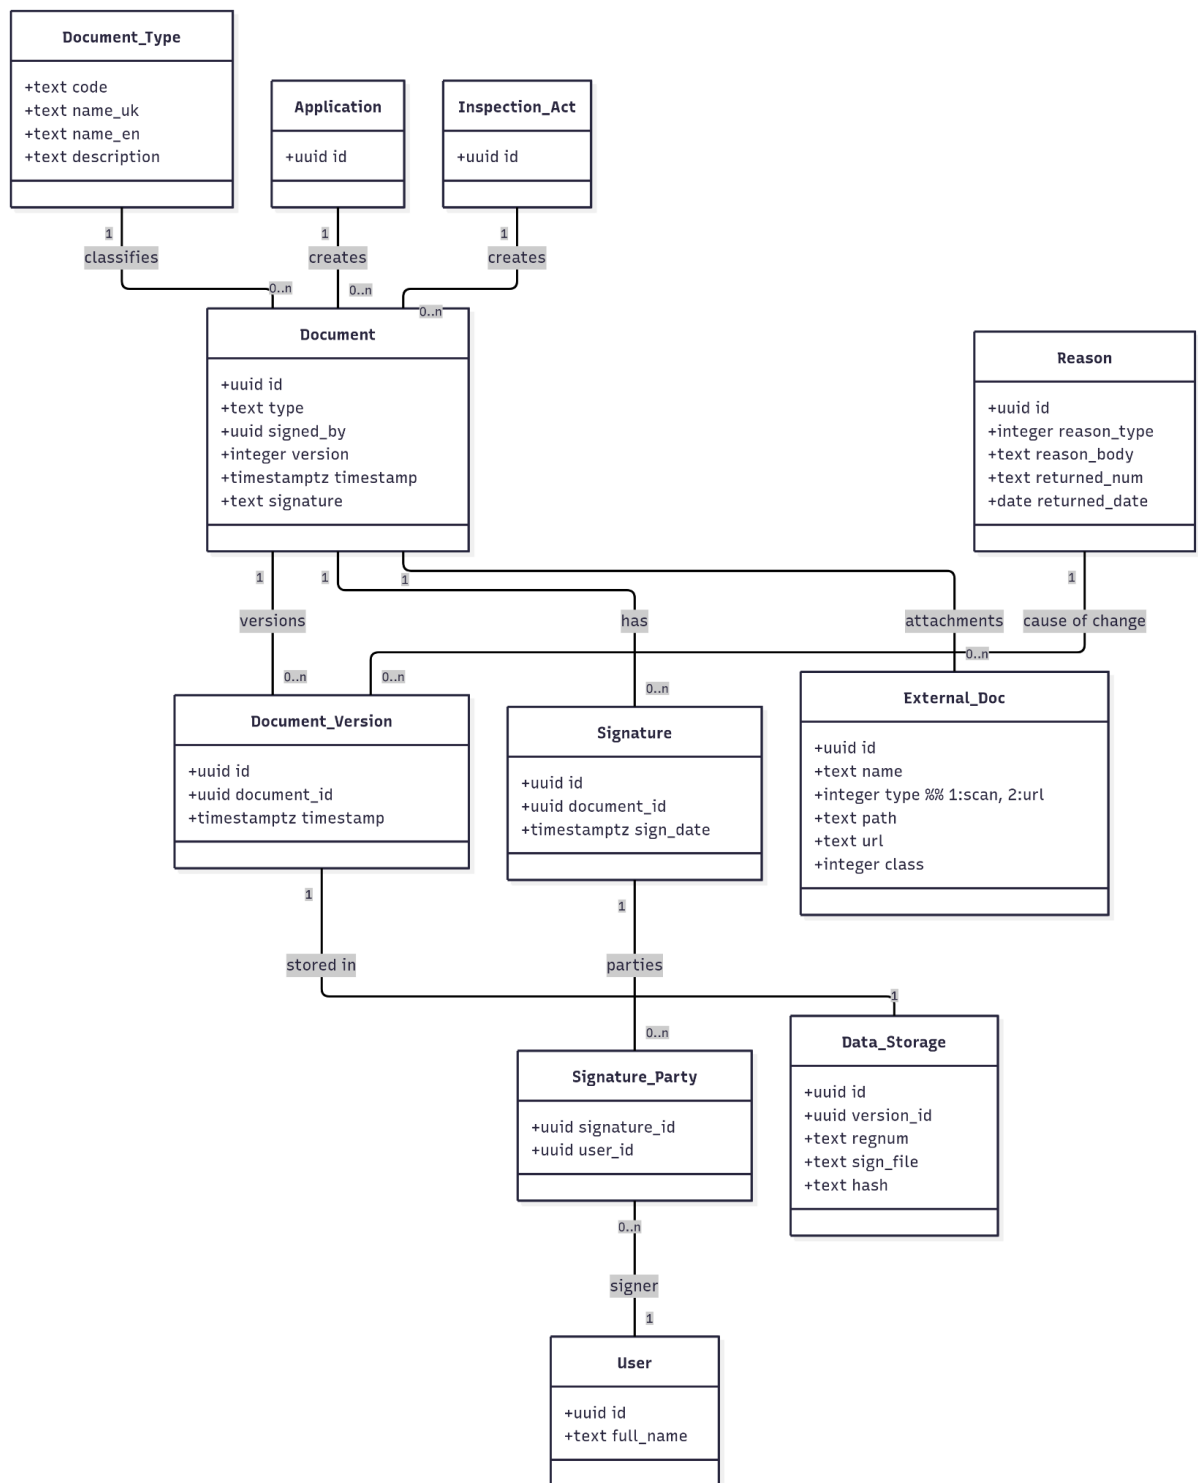 Document_Type
+text code
+text name_uk
+text name_en
+text description
Application
+uuid id
Inspection_Act
+uuid id
1
classifies
0..n
1
creates
0..n
1
creates
0..n
Document
+uuid id
+text type
+uuid signed_by
+integer version
+timestamptz timestamp
+text signature
Reason
+uuid id
+integer reason_type
+text reason_body
+text returned_num
+date returned_date
1
versions
0..n
1
has
0..n
1
attachments
0..n
1
cause of change
0..n
Document_Version
+uuid id
+uuid document_id
+timestamptz timestamp
Signature
+uuid id
+uuid document_id
+timestamptz sign_date
External_Doc
+uuid id
+text name
+integer type %% 1:scan, 2:url
+text path
+text url
+integer class
1
stored in
1
1
parties
0..n
Signature_Party
+uuid signature_id
+uuid user_id
Data_Storage
+uuid id
+uuid version_id
+text regnum
+text sign_file
+text hash
0..n
signer
1
User
+uuid id
+text full_name